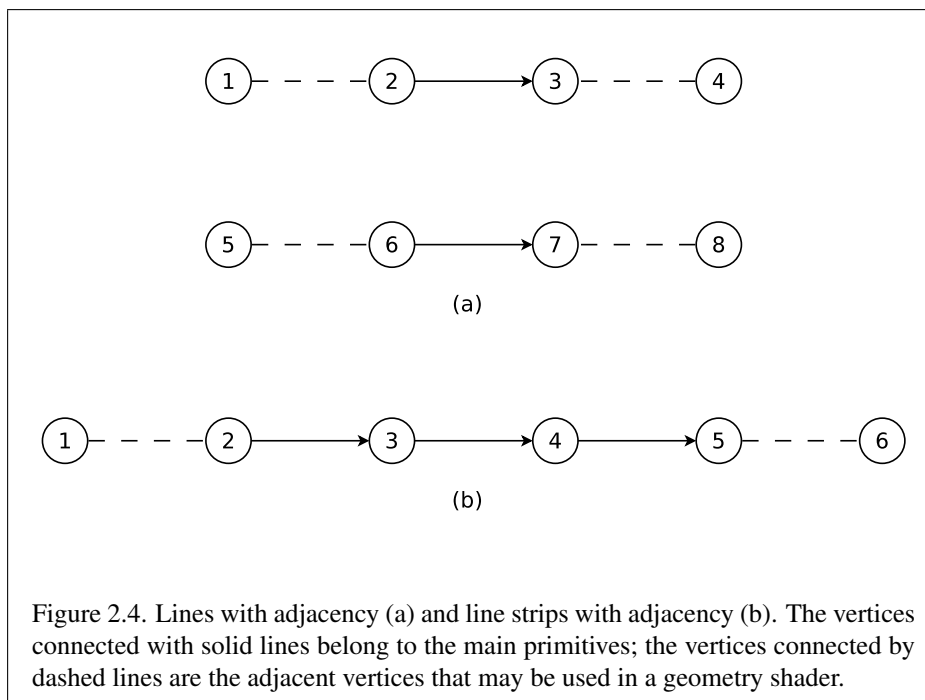 1 2 3 4
5 6 7 8
(a)
1 2 3 4 5 6
(b)
Figure 2.4. Lines with adjacency (a) and line strips with adjacency (b). The vertices
connected with solid lines belong to the main primitives; the vertices connected by
dashed lines are the adjacent vertices that may be used in a geometry shader.